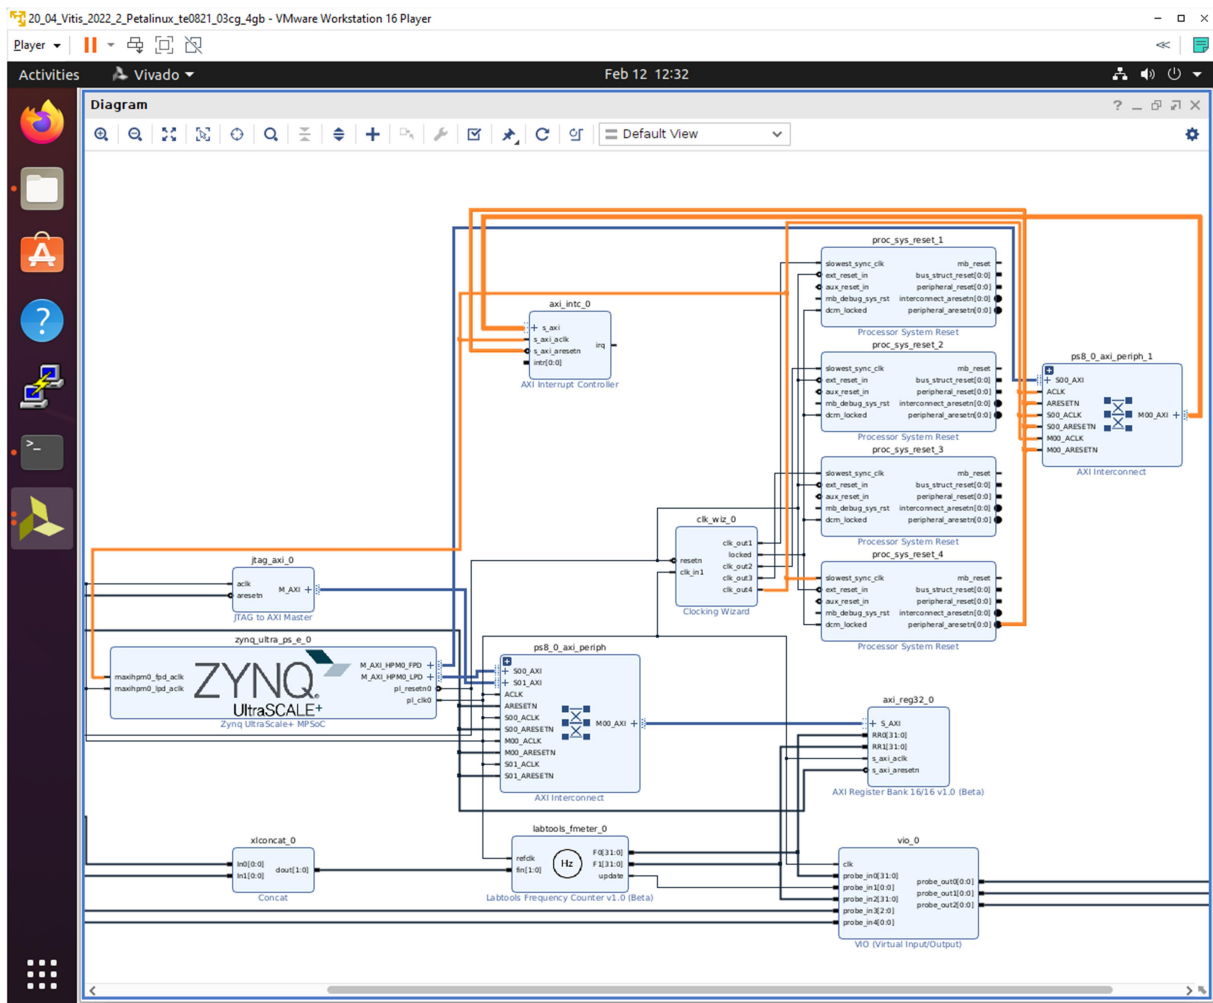 20_04_Vitis_2022_2_Petalinux_te0821_03cg_4gb - VMware Workstation 16 Player
Player
Activities
Vivado
Feb 12 12:32
Diagram
Default View
proc_sys_reset_1
slowest_sync_clk
ext_reset_in
aux_reset_in
mb_debug_sys_rst
dcm_locked
mb_reset
bus_struct_reset[0:0]
peripheral_reset[0:0]
interconnect_aresetn[0:0]
peripheral_aresetn[0:0]
Processor System Reset
axi_intc_0
s_axi
s_axi_aclk
s_axi_aresetn
intr[0:0]
irq
AXI Interrupt Controller
proc_sys_reset_2
slowest_sync_clk
ext_reset_in
aux_reset_in
mb_debug_sys_rst
dcm_locked
mb_reset
bus_struct_reset[0:0]
peripheral_reset[0:0]
interconnect_aresetn[0:0]
peripheral_aresetn[0:0]
Processor System Reset
ps8_0_axi_periph_1
S00_AXI
ACLK
ARESETN
S00_ACLK
S00_ARESETN
M00_ACLK
M00_ARESETN
M00_AXI
AXI Interconnect
proc_sys_reset_3
slowest_sync_clk
ext_reset_in
aux_reset_in
mb_debug_sys_rst
dcm_locked
mb_reset
bus_struct_reset[0:0]
peripheral_reset[0:0]
interconnect_aresetn[0:0]
peripheral_aresetn[0:0]
Processor System Reset
clk_wiz_0
resetn
clk_in1
clk_out1
locked
clk_out2
clk_out3
clk_out4
Clocking Wizard
proc_sys_reset_4
slowest_sync_clk
ext_reset_in
aux_reset_in
mb_debug_sys_rst
dcm_locked
mb_reset
bus_struct_reset[0:0]
peripheral_reset[0:0]
interconnect_aresetn[0:0]
peripheral_aresetn[0:0]
Processor System Reset
jtag_axi_0
aclk
aresetn
M_AXI
JTAG to AXI Master
zynq_ultra_ps_e_0
maxihpm0_fpd_aclk
maxihpm0_lpd_aclk
ZYNQ
UltraSCALE+
M_AXI_HPM0_FPD
M_AXI_HPM0_LPD
pl_resetn0
pl_clk0
Zynq UltraScale+ MPSoC
ps8_0_axi_periph
S00_AXI
S01_AXI
ACLK
ARESETN
S00_ACLK
S00_ARESETN
M00_ACLK
M00_ARESETN
S01_ACLK
S01_ARESETN
M00_AXI
AXI Interconnect
axi_reg32_0
S_AXI
RR0[31:0]
RR1[31:0]
s_axi_aclk
s_axi_aresetn
AXI Register Bank 16/16 v1.0 (Beta)
xlconcat_0
In0[0:0]
In1[0:0]
dout[1:0]
Concat
labtools_fmeter_0
refclk
fin[1:0]
Hz
F0[31:0]
F1[31:0]
update
Labtools Frequency Counter v1.0 (Beta)
vio_0
clk
probe_in0[31:0]
probe_in1[0:0]
probe_in2[31:0]
probe_in3[2:0]
probe_in4[0:0]
probe_out0[0:0]
probe_out1[0:0]
probe_out2[0:0]
VIO (Virtual Input/Output)